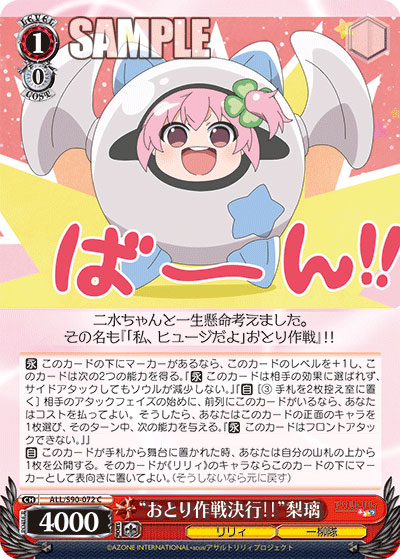 LEVEL
1
0
COST
SAMPLE
ばーん!!
二水ちゃんと一生懸命考えました。
その名も『「私、ヒュージだよ」おとり作戦』!!
【永】 このカードの下にマーカーがあるなら、このカードのレベルを+1し、こ
のカードは次の2つの能力を得る。『【永】 このカードは相手の効果に選ばれず、
サイドアタックしてもソウルが減少しない。』『【自】［③ 手札を2枚控え室に置
く］ 相手のアタックフェイズの始めに、前列にこのカードがいるなら、あなた
はコストを払ってよい。そうしたら、あなたはこのカードの正面のキャラを
1枚選び、そのターン中、次の能力を与える。『【永】 このカードはフロントアタッ
クできない。』』
【自】 このカードが手札から舞台に置かれた時、あなたは自分の山札の上から
1枚を公開する。そのカードが《リリィ》のキャラならこのカードの下にマーカ
ーとして表向きに置いてよい。(そうしないなら元に戻す)
CH
ALL/S90-072 C
4000
“おとり作戦決行!!”梨璃
リリィ
一柳隊
©AZONE INTERNATIONAL・acus/アサルトリリィプロジェクト